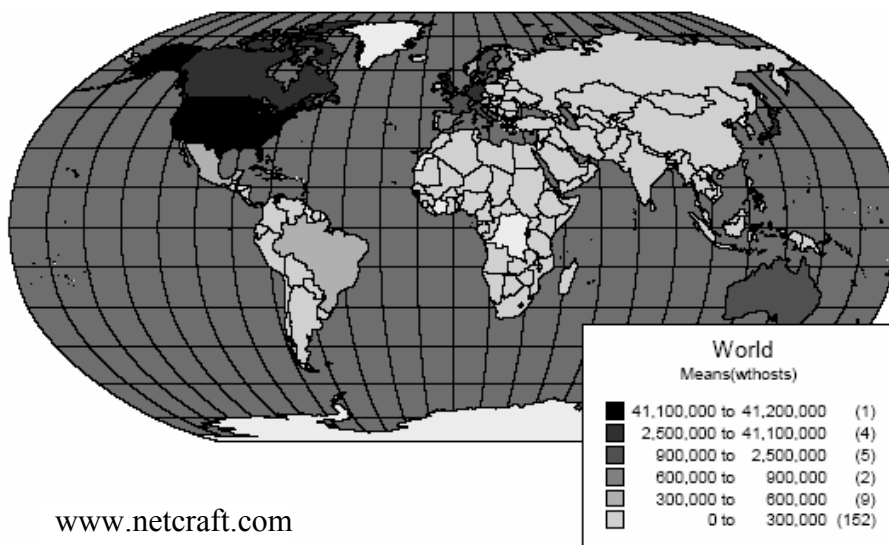 World
Means(wthosts)
41,100,000 to 41,200,000 (1)
2,500,000 to 41,100,000 (4)
900,000 to 2,500,000 (5)
600,000 to 900,000 (2)
300,000 to 600,000 (9)
0 to 300,000 (152)
www.netcraft.com